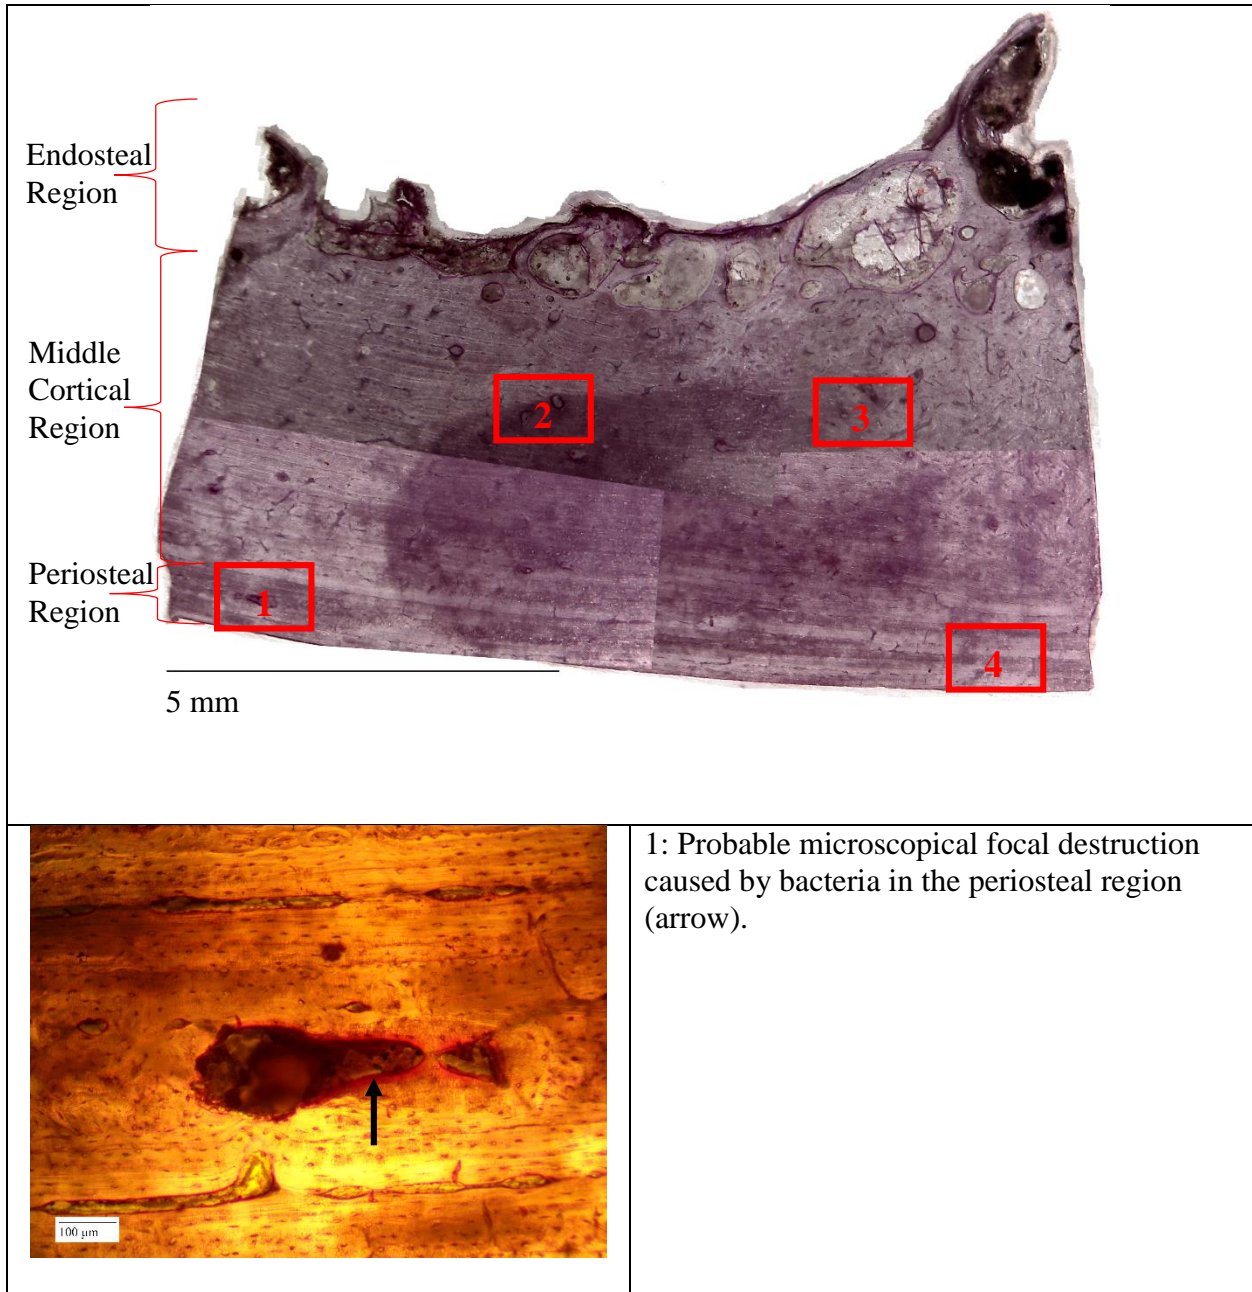 Endosteal
Region
Middle
Cortical
Region
Periosteal
Region
2
3
1
4
5 mm
100 μm
1: Probable microscopical focal destruction
caused by bacteria in the periosteal region
(arrow).